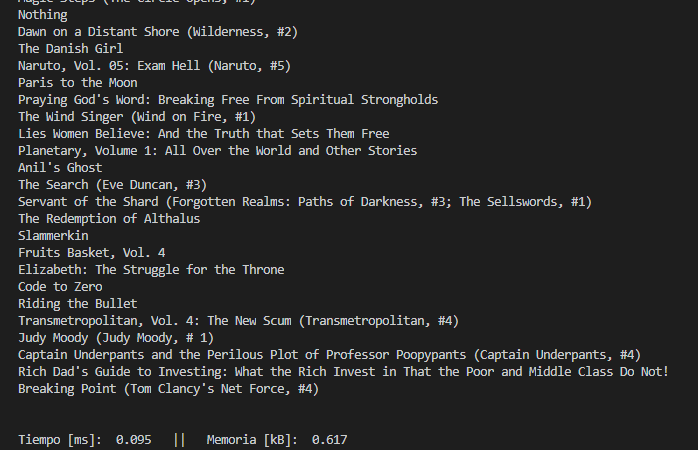 Magic Steps (The Circle Opens, #1)
Nothing
Dawn on a Distant Shore (Wilderness, #2)
The Danish Girl
Naruto, Vol. 05: Exam Hell (Naruto, #5)
Paris to the Moon
Praying God's Word: Breaking Free From Spiritual Strongholds
The Wind Singer (Wind on Fire, #1)
Lies Women Believe: And the Truth that Sets Them Free
Planetary, Volume 1: All Over the World and Other Stories
Anil's Ghost
The Search (Eve Duncan, #3)
Servant of the Shard (Forgotten Realms: Paths of Darkness, #3; The Sellswords, #1)
The Redemption of Althalus
Slammerkin
Fruits Basket, Vol. 4
Elizabeth: The Struggle for the Throne
Code to Zero
Riding the Bullet
Transmetropolitan, Vol. 4: The New Scum (Transmetropolitan, #4)
Judy Moody (Judy Moody, # 1)
Captain Underpants and the Perilous Plot of Professor Poopypants (Captain Underpants, #4)
Rich Dad's Guide to Investing: What the Rich Invest in That the Poor and Middle Class Do Not!
Breaking Point (Tom Clancy's Net Force, #4)
Tiempo [ms]: 0.095 || Memoria [kB]: 0.617